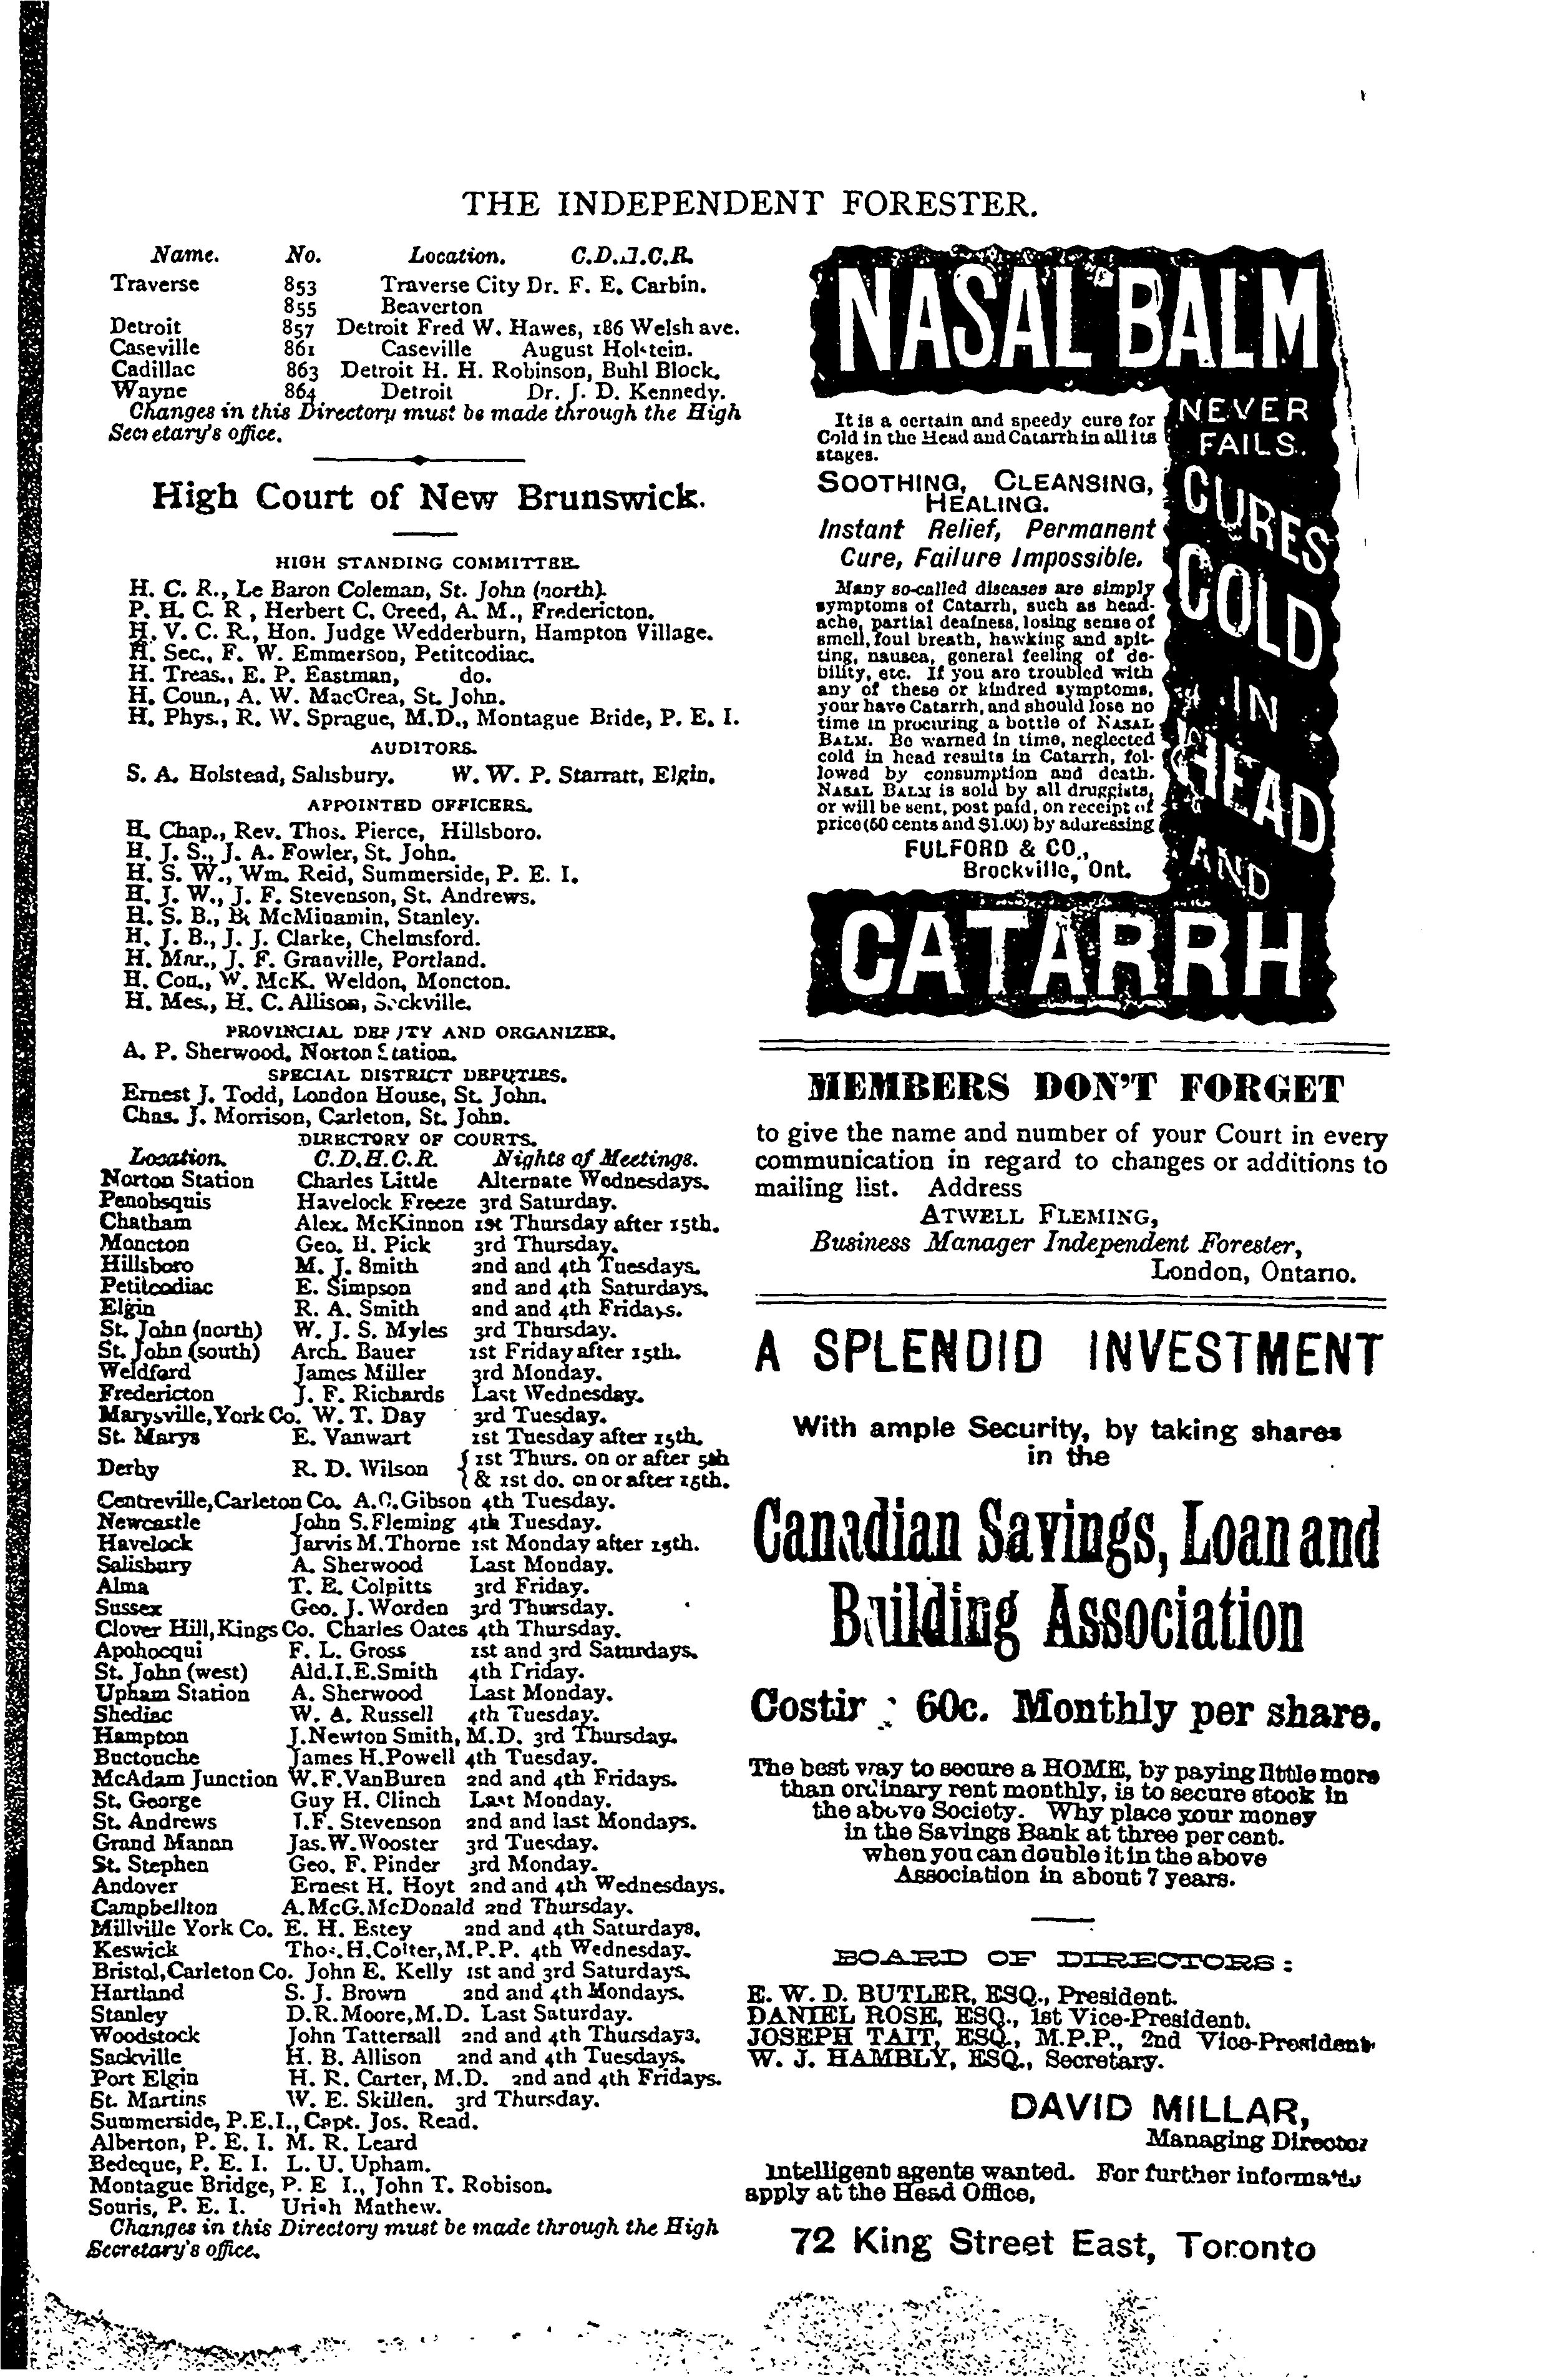 THE INDEPENDENT FORESTER.
Name. No. Location. C.D.J.C.R.
Traverse 853 Traverse City Dr. F. E. Carbin.
855 Beaverton
Detroit 857 Detroit Fred W. Hawes, 186 Welsh ave.
Caseville 861 Caseville August Holstein.
Cadillac 863 Detroit H. H. Robinson, Buhl Block.
Wayne 864 Detroit Dr. J. D. Kennedy.
Changes in this Directory must be made through the High
Secretary's office.
High Court of New Brunswick.
HIGH STANDING COMMITTEE.
H. C. R., Le Baron Coleman, St. John (north).
P. H. C. R , Herbert C. Creed, A. M., Fredericton.
H. V. C. R., Hon. Judge Wedderburn, Hampton Village.
H. Sec., F. W. Emmerson, Petitcodiac.
H. Treas., E. P. Eastman, do.
H. Coun., A. W. MacCrea, St. John.
H. Phys., R. W. Sprague, M.D., Montague Bride, P. E. I.
AUDITORS.
S. A. Holstead, Salisbury. W. W. P. Starratt, Elgin.
APPOINTED OFFICERS.
H. Chap., Rev. Thos. Pierce, Hillsboro.
H. J. S., J. A. Fowler, St. John.
H. S. W., Wm. Reid, Summerside, P. E. I.
H. J. W., J. F. Stevenson, St. Andrews.
H. S. B., B. McMinamin, Stanley.
H. J. B., J. J. Clarke, Chelmsford.
H. Mar., J. F. Granville, Portland.
H. Con., W. McK. Weldon, Moncton.
H. Mes., H. C. Allison, Sackville.
PROVINCIAL DEPUTY AND ORGANIZER.
A. P. Sherwood, Norton Station.
SPECIAL DISTRICT DEPUTIES.
Ernest J. Todd, London House, St. John.
Chas. J. Morrison, Carleton, St. John.
DIRECTORY OF COURTS.
Location. C.D.H.C.R. Nights of Meetings.
Norton Station Charles Little Alternate Wednesdays.
Penobsquis Havelock Freeze 3rd Saturday.
Chatham Alex. McKinnon 1st Thursday after 15th.
Moncton Geo. H. Pick 3rd Thursday.
Hillsboro M. J. Smith 2nd and 4th Tuesdays.
Petitcodiac E. Simpson 2nd and 4th Saturdays.
Elgin R. A. Smith 2nd and 4th Fridays.
St. John (north) W. J. S. Myles 3rd Thursday.
St. John (south) Arch. Bauer 1st Friday after 15th.
Weldford James Miller 3rd Monday.
Fredericton J. F. Richards Last Wednesday.
Marysville, York Co. W. T. Day 3rd Tuesday.
St. Marys E. Vanwart 1st Tuesday after 15th.
Derby R. D. Wilson { 1st Thurs. on or after 5th
& 1st do. on or after 15th.
Centreville, Carleton Co. A.C. Gibson 4th Tuesday.
Newcastle John S. Fleming 4th Tuesday.
Havelock Jarvis M. Thorne 1st Monday after 15th.
Salisbury A. Sherwood Last Monday.
Alma T. E. Colpitts 3rd Friday.
Sussex Geo. J. Worden 3rd Thursday.
Clover Hill, Kings Co. Charles Oates 4th Thursday.
Apohocqui F. L. Gross 1st and 3rd Saturdays.
St. John (west) Ald. I. E. Smith 4th Friday.
Upham Station A. Sherwood Last Monday.
Shediac W. A. Russell 4th Tuesday.
Hampton J. Newton Smith, M.D. 3rd Thursday.
Buctouche James H. Powell 4th Tuesday.
McAdam Junction W. F. VanBuren 2nd and 4th Fridays.
St. George Guy H. Clinch Last Monday.
St. Andrews J. F. Stevenson 2nd and last Mondays.
Grand Manan Jas. W. Wooster 3rd Tuesday.
St. Stephen Geo. F. Pinder 3rd Monday.
Andover Ernest H. Hoyt 2nd and 4th Wednesdays.
Campbellton A. McG. McDonald 2nd Thursday.
Millville York Co. E. H. Estey 2nd and 4th Saturdays.
Keswick Thos. H. Colter, M.P.P. 4th Wednesday.
Bristol, Carleton Co. John E. Kelly 1st and 3rd Saturdays.
Hartland S. J. Brown 2nd and 4th Mondays.
Stanley D. R. Moore, M.D. Last Saturday.
Woodstock John Tattersall 2nd and 4th Thursdays.
Sackville H. B. Allison 2nd and 4th Tuesdays.
Port Elgin H. R. Carter, M.D. 2nd and 4th Fridays.
St. Martins W. E. Skillen. 3rd Thursday.
Summerside, P.E.I., Capt. Jos. Read.
Alberton, P. E. I. M. R. Leard
Bedeque, P. E. I. L. U. Upham.
Montague Bridge, P. E I., John T. Robison.
Souris, P. E. I. Uriah Mathew.
Changes in this Directory must be made through the High
Secretary's office.
NASAL BALM
NEVER
FAILS.
CURES
COLD
IN
HEAD
AND
CATARRH
It is a certain and speedy cure for
Cold in the Head and Catarrh in all its
stages.
SOOTHING, CLEANSING,
HEALING.
Instant Relief, Permanent
Cure, Failure Impossible.
Many so-called diseases are simply
symptoms of Catarrh, such as head-
ache, partial deafness, losing sense of
smell, foul breath, hawking and spit-
ting, nausea, general feeling of de-
bility, etc. If you are troubled with
any of these or kindred symptoms,
your have Catarrh, and should lose no
time in procuring a bottle of NASAL
BALM. Be warned in time, neglected
cold in head results in Catarrh, fol-
lowed by consumption and death.
NASAL BALM is sold by all druggists,
or will be sent, post paid, on receipt of
price (50 cents and $1.00) by addressing
FULFORD & CO.,
Brockville, Ont.
MEMBERS DON'T FORGET
to give the name and number of your Court in every
communication in regard to changes or additions to
mailing list. Address
ATWELL FLEMING,
Business Manager Independent Forester,
London, Ontario.
A SPLENDID INVESTMENT
With ample Security, by taking shares
in the
Canadian Savings, Loan and
Building Association
Costing 60c. Monthly per share.
The best way to secure a HOME, by paying little more
than ordinary rent monthly, is to secure stock in
the above Society. Why place your money
in the Savings Bank at three per cent.
when you can double it in the above
Association in about 7 years.
BOARD OF DIRECTORS:
E. W. D. BUTLER, ESQ., President.
DANIEL ROSE, ESQ., 1st Vice-President.
JOSEPH TAIT, ESQ., M.P.P., 2nd Vice-President
W. J. HAMBLY, ESQ., Secretary.
DAVID MILLAR,
Managing Director
Intelligent agents wanted. For further
apply at the Head Office,
72 King Street East, Toronto